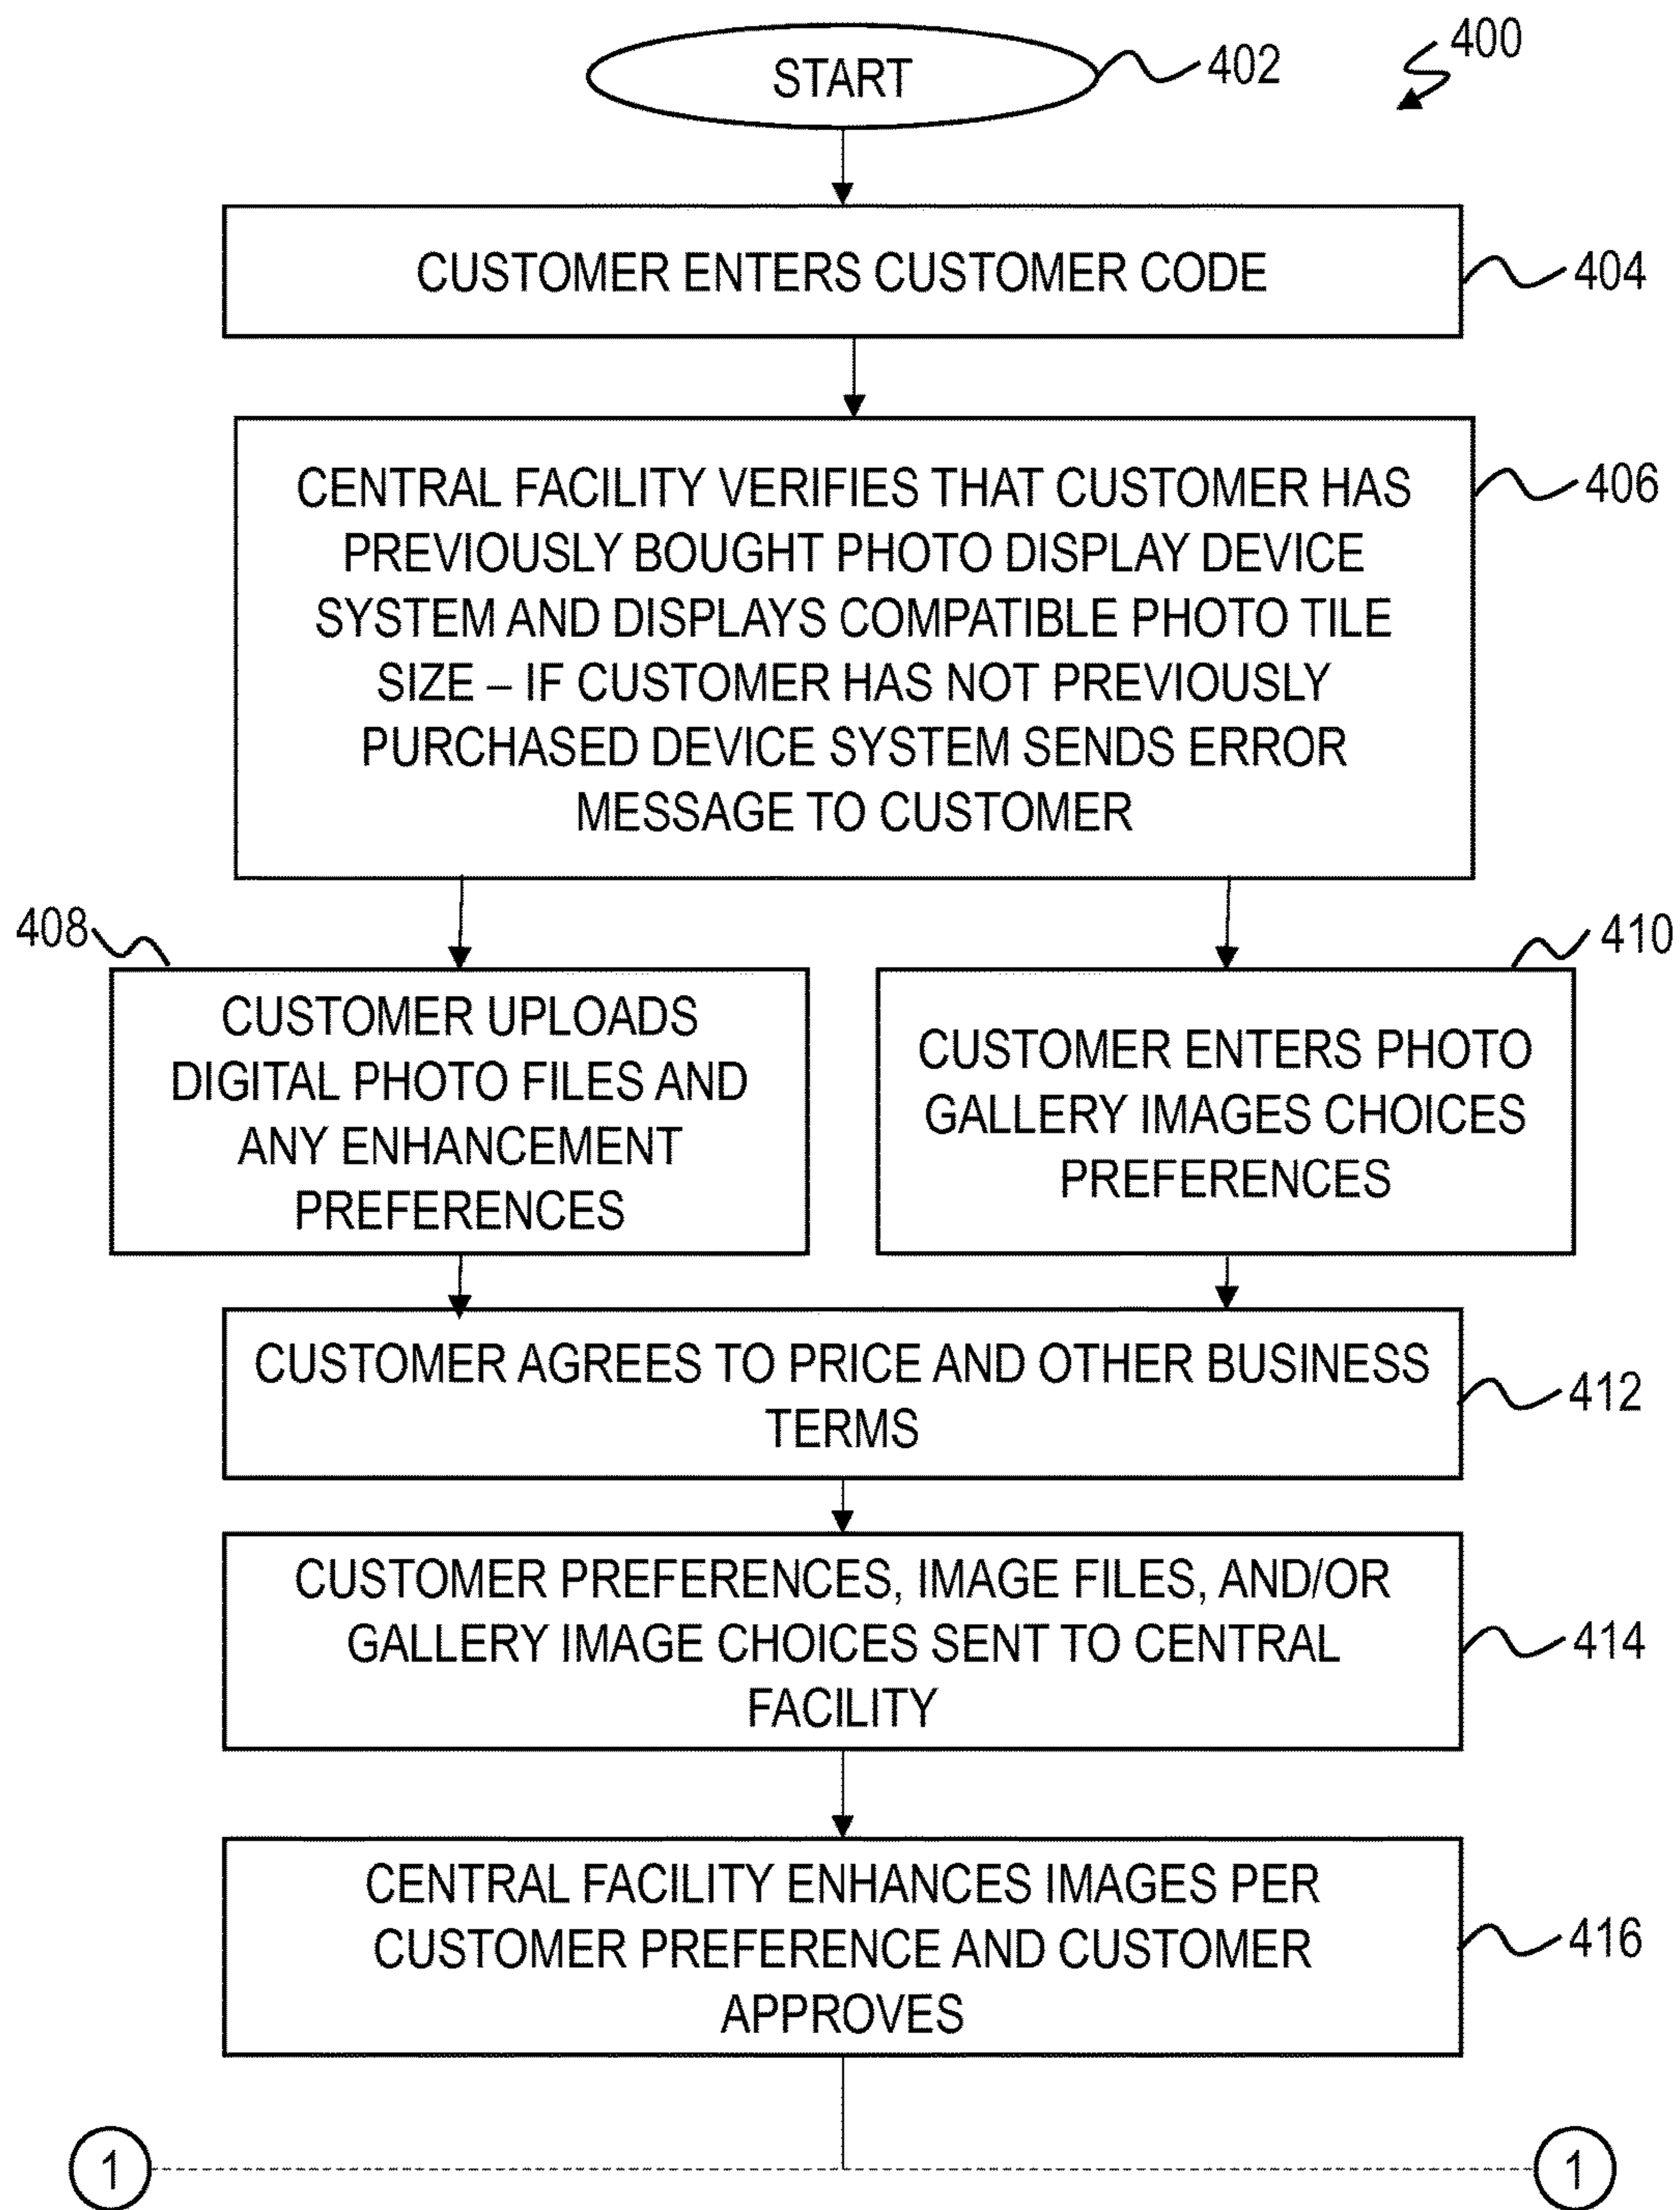 400
START
402
CUSTOMER ENTERS CUSTOMER CODE
404
CENTRAL FACILITY VERIFIES THAT CUSTOMER HAS
PREVIOUSLY BOUGHT PHOTO DISPLAY DEVICE
SYSTEM AND DISPLAYS COMPATIBLE PHOTO TILE
SIZE – IF CUSTOMER HAS NOT PREVIOUSLY
PURCHASED DEVICE SYSTEM SENDS ERROR
MESSAGE TO CUSTOMER
406
408
CUSTOMER UPLOADS
DIGITAL PHOTO FILES AND
ANY ENHANCEMENT
PREFERENCES
410
CUSTOMER ENTERS PHOTO
GALLERY IMAGES CHOICES
PREFERENCES
CUSTOMER AGREES TO PRICE AND OTHER BUSINESS
TERMS
412
CUSTOMER PREFERENCES, IMAGE FILES, AND/OR
GALLERY IMAGE CHOICES SENT TO CENTRAL
FACILITY
414
CENTRAL FACILITY ENHANCES IMAGES PER
CUSTOMER PREFERENCE AND CUSTOMER
APPROVES
416
1
1